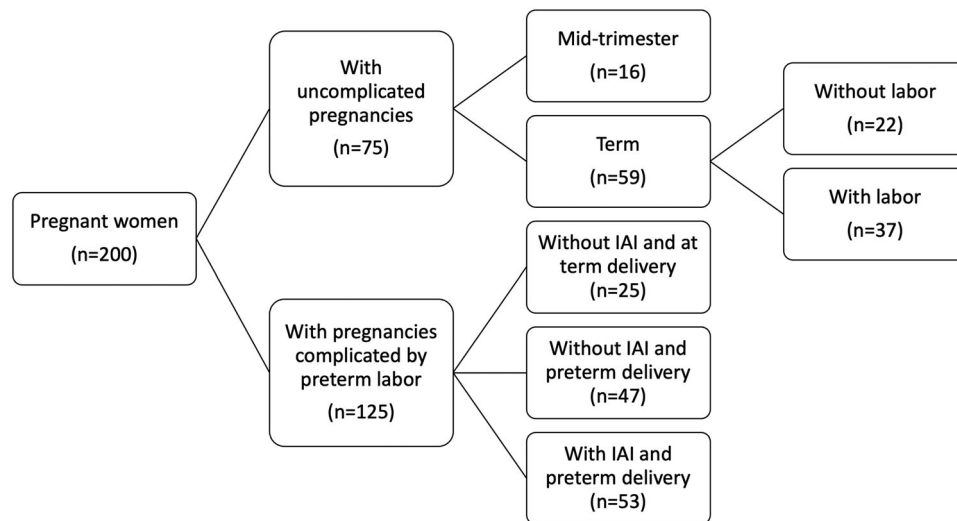 Pregnant women
(n=200)
With
uncomplicated
pregnancies
(n=75)
Mid-trimester
(n=16)
Term
(n=59)
Without labor
(n=22)
With labor
(n=37)
With pregnancies
complicated by
preterm labor
(n=125)
Without IAI and at
term delivery
(n=25)
Without IAI and
preterm delivery
(n=47)
With IAI and
preterm delivery
(n=53)